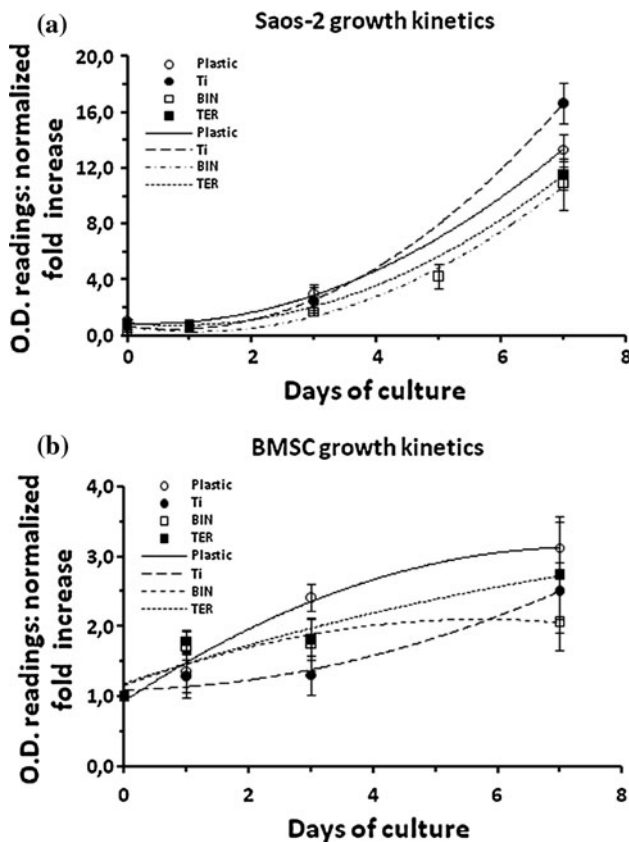 (a)
Saos-2 growth kinetics
O.D. readings: normalized
fold increase
20,0
16,0
12,0
8,0
4,0
0,0
Plastic
Ti
BIN
TER
Plastic
Ti
BIN
TER
0 2 4 6 8
Days of culture
(b)
BMSC growth kinetics
O.D. readings: normalized
fold increase
4,0
3,0
2,0
1,0
0,0
Plastic
Ti
BIN
TER
Plastic
Ti
BIN
TER
0 2 4 6 8
Days of culture